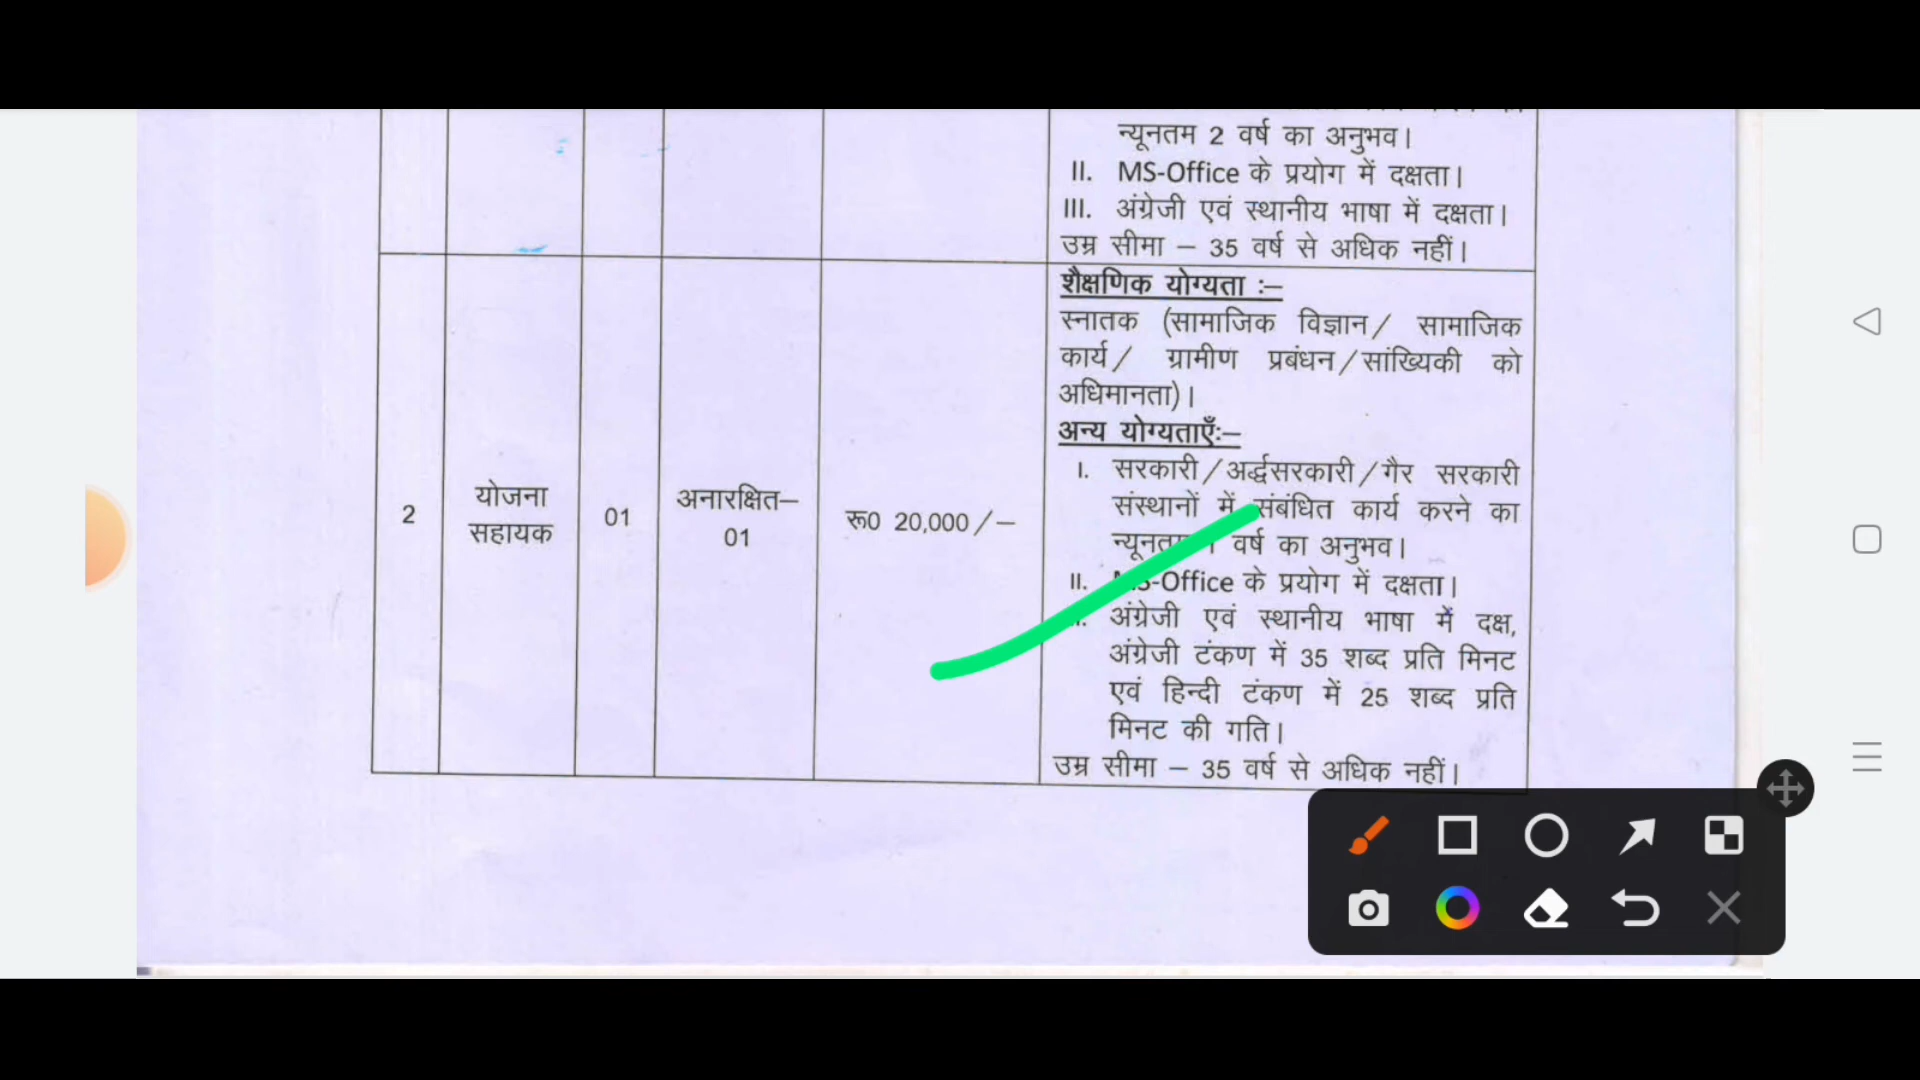 न्यूनतम 2 वर्ष का अनुभव।
II. MS-Office के प्रयोग में दक्षता।
III. अंग्रेजी एवं स्थानीय भाषा में दक्षता।
उम्र सीमा – 35 वर्ष से अधिक नहीं।
2
योजना
सहायक
01
अनारक्षित–
01
रू0 20,000/–
शैक्षणिक योग्यता :–
स्नातक (सामाजिक विज्ञान/ सामाजिक
कार्य/ ग्रामीण प्रबंधन/सांख्यिकी को
अधिमानता)।
अन्य योग्यताएँ:–
I. सरकारी/अर्द्धसरकारी/गैर सरकारी
संस्थानों में संबंधित कार्य करने का
वर्ष का अनुभव।
II. MS-Office के प्रयोग में दक्षता।
अंग्रेजी एवं स्थानीय भाषा में दक्ष,
अंग्रेजी टंकण में 35 शब्द प्रति मिनट
एवं हिन्दी टंकण में 25 शब्द प्रति
मिनट की गति।
उम्र सीमा – 35 वर्ष से अधिक नहीं।